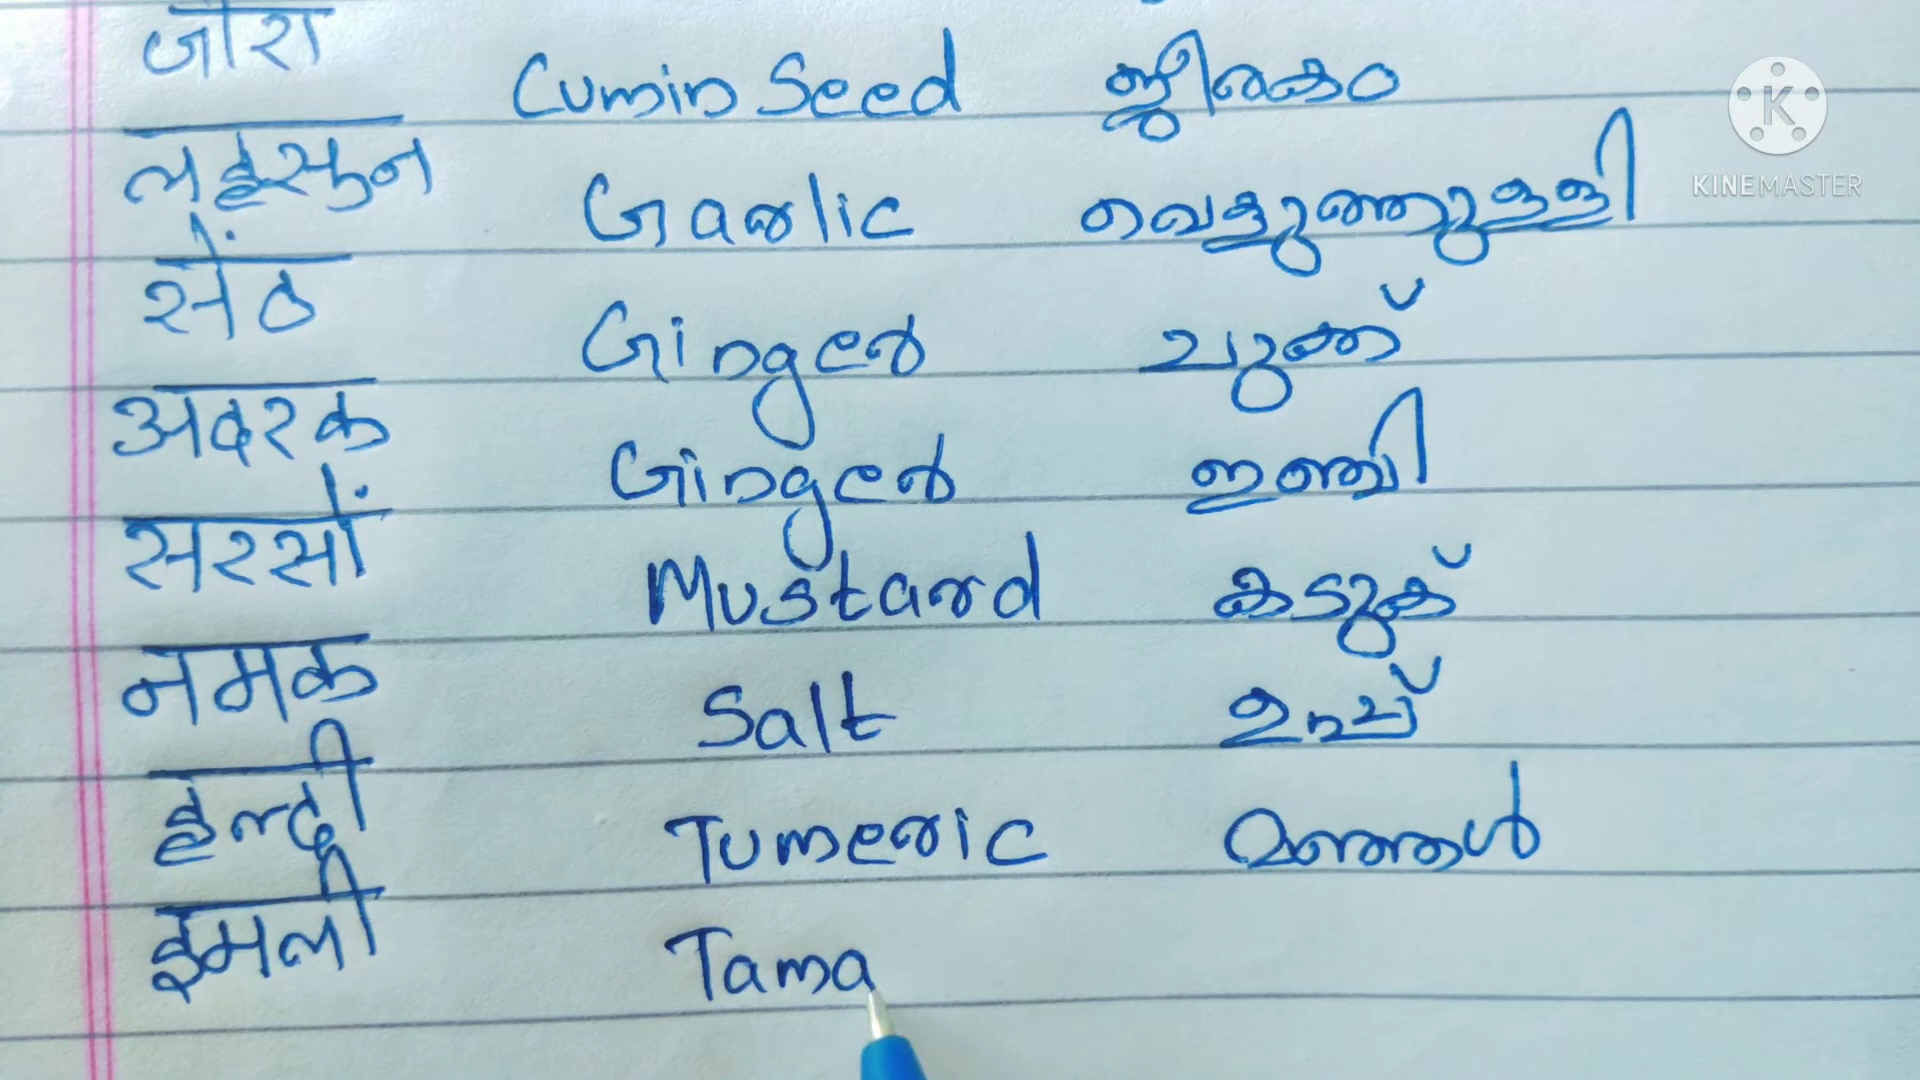 जीरा Cumin Seed ജീരകം
KINEMASTER
लहसुन Garlic വെളുത്തുള്ളി
सोंठ Ginger ചുക്ക്
अदरक Ginger ഇഞ്ചി
सरसों Mustard കടുക്
नमक Salt ഉപ്പ്
हल्दी Tumeric മഞ്ഞൾ
इमली Tama